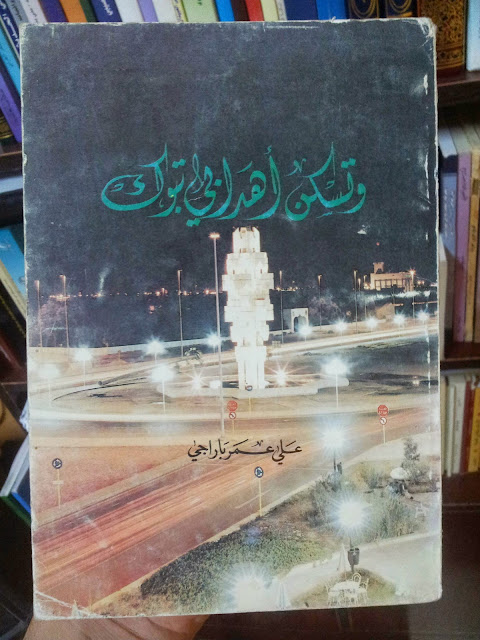 وتسكن أهدابي تبوك
علي عمر باراجي